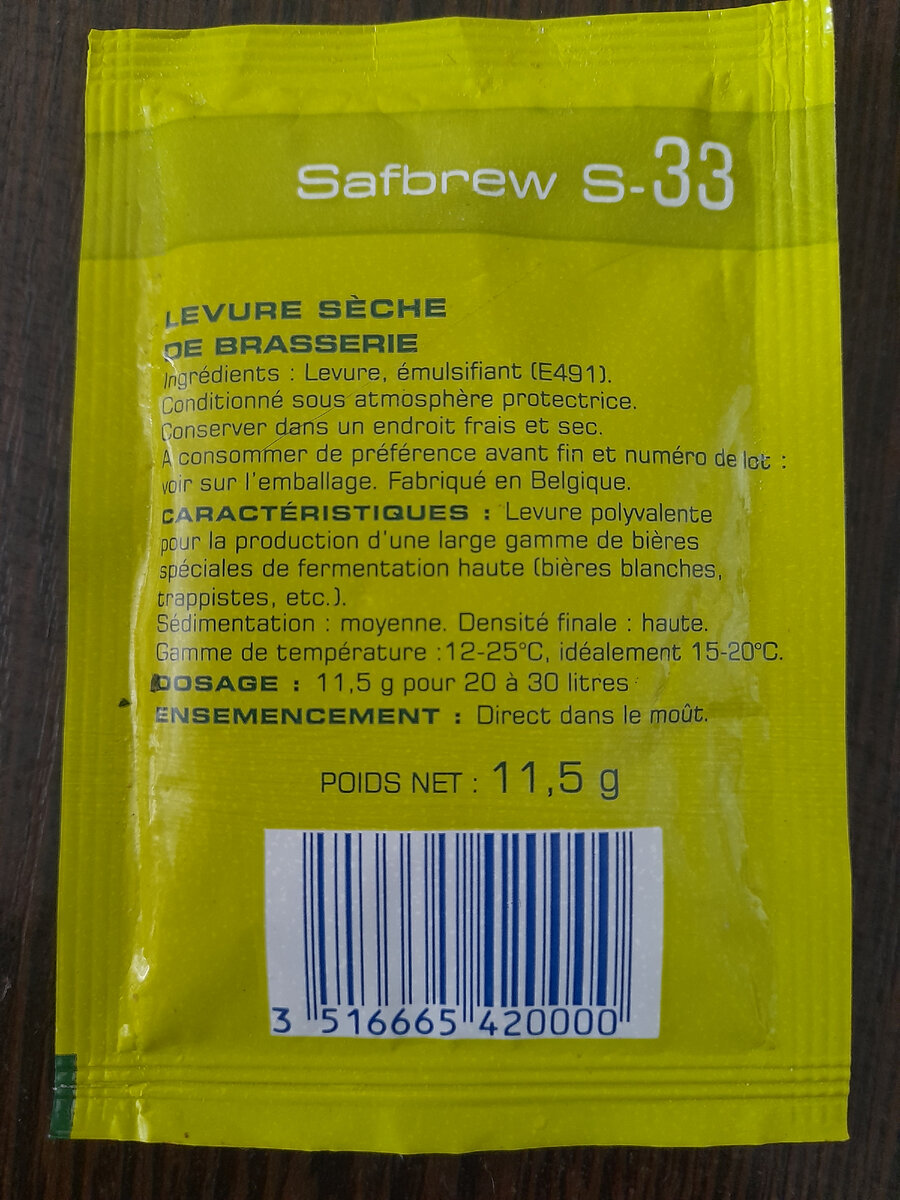 Safbrew S-33
LEVURE SÈCHE
DE BRASSERIE
Ingrédients : Levure, émulsifiant (E491).
Conditionné sous atmosphère protectrice.
Conserver dans un endroit frais et sec.
A consommer de préférence avant fin et numéro de lot :
voir sur l'emballage. Fabriqué en Belgique.
CARACTÉRISTIQUES : Levure polyvalente
pour la production d'une large gamme de bières
spéciales de fermentation haute (bières blanches,
trappistes, etc.).
Sédimentation : moyenne. Densité finale : haute.
Gamme de température :12-25°C, idéalement 15-20°C.
DOSAGE : 11,5 g pour 20 à 30 litres
ENSEMENCEMENT : Direct dans le moût.
POIDS NET : 11,5 g
3 516665 420000